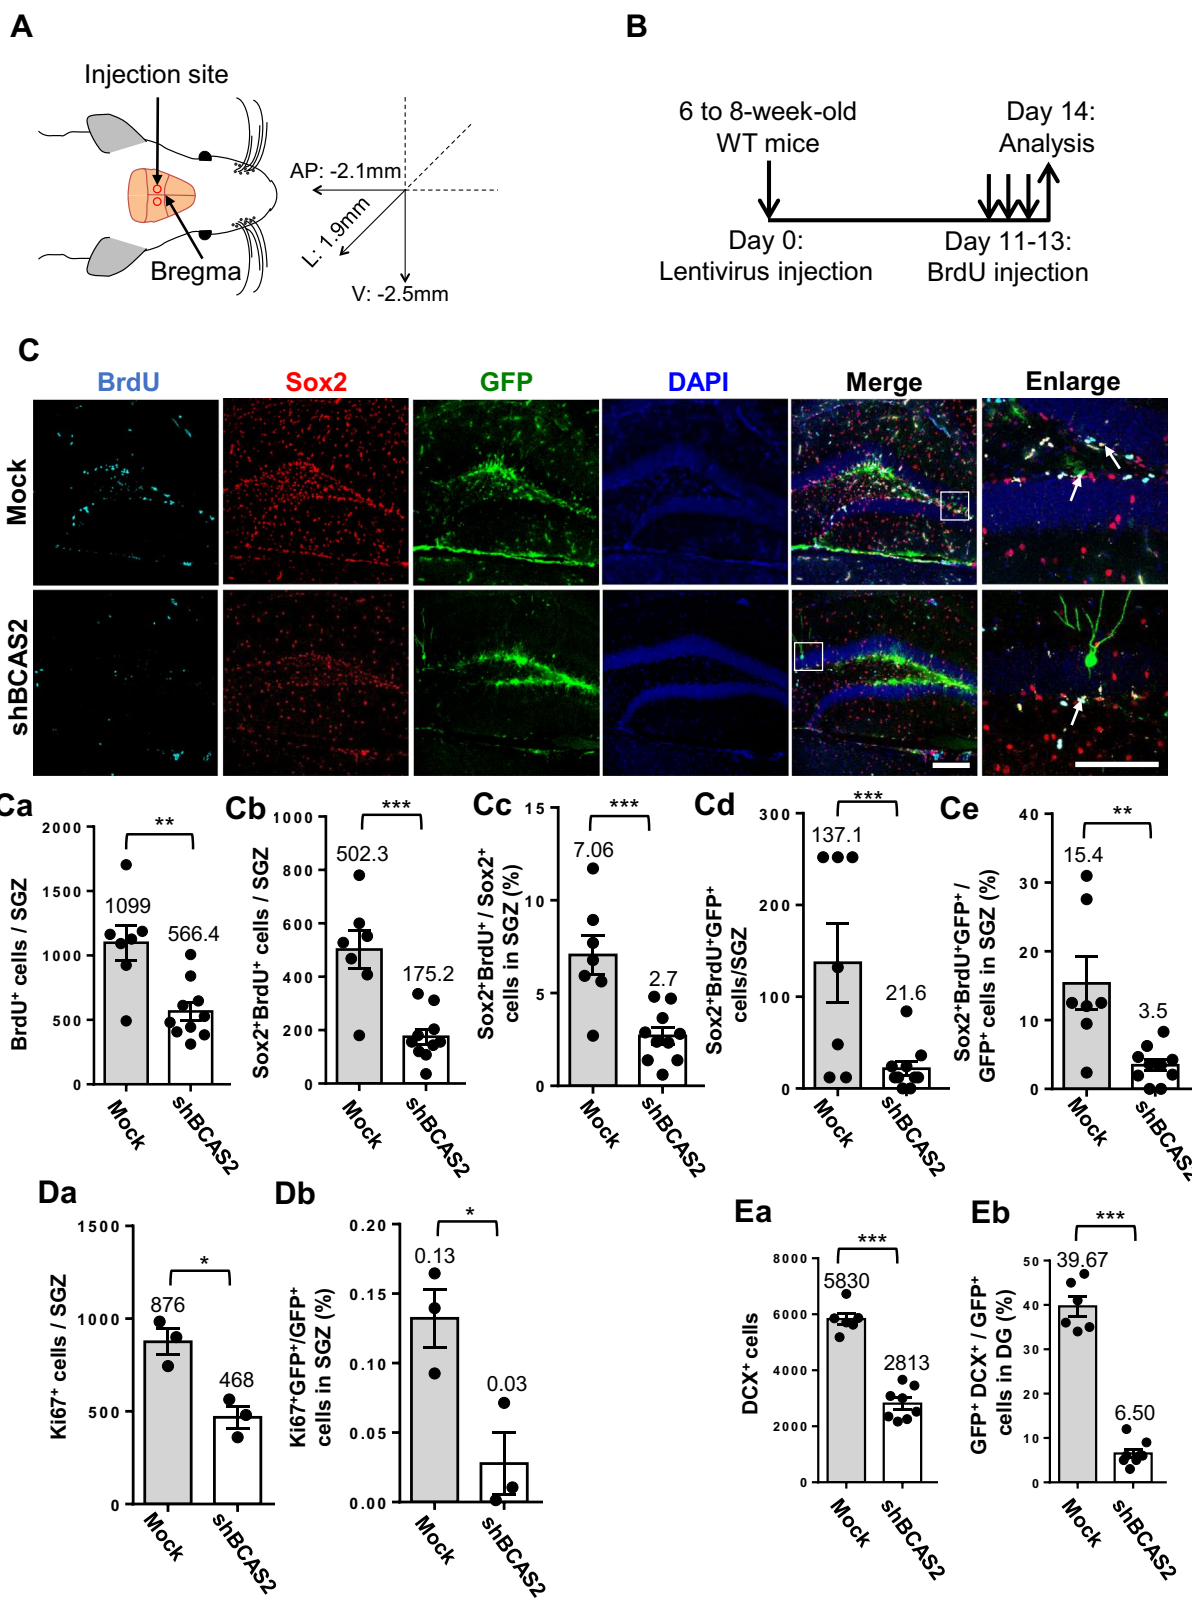 A
Injection site
AP: -2.1mm
L: 1.9mm
V: -2.5mm
Bregma
B
6 to 8-week-old
WT mice
Day 14:
Analysis
Day 0:
Lentivirus injection
Day 11-13:
BrdU injection
C
BrdU Sox2 GFP DAPI Merge Enlarge
Mock
shBCAS2
Ca
BrdU⁺ cells / SGZ
2000
1500
1000
500
0
**
1099
566.4
Mock
shBCAS2
Cb
Sox2⁺BrdU⁺ cells / SGZ
1000
800
600
400
200
0
***
502.3
175.2
Mock
shBCAS2
Cc
Sox2⁺BrdU⁺ / Sox2⁺
cells in SGZ (%)
15
10
5
0
***
7.06
2.7
Mock
shBCAS2
Cd
Sox2⁺BrdU⁺GFP⁺
cells/SGZ
300
200
100
0
***
137.1
21.6
Mock
shBCAS2
Ce
Sox2⁺BrdU⁺GFP⁺ /
GFP⁺ cells in SGZ (%)
40
30
20
10
0
**
15.4
3.5
Mock
shBCAS2
Da
Ki67⁺ cells / SGZ
1500
1000
500
0
*
876
468
Mock
shBCAS2
Db
Ki67⁺GFP⁺/GFP⁺
cells in SGZ (%)
0.20
0.15
0.10
0.05
0.00
*
0.13
0.03
Mock
shBCAS2
Ea
DCX⁺ cells
8000
6000
4000
2000
0
***
5830
2813
Mock
shBCAS2
Eb
GFP⁺ DCX⁺ / GFP⁺
cells in DG (%)
50
40
30
20
10
0
***
39.67
6.50
Mock
shBCAS2